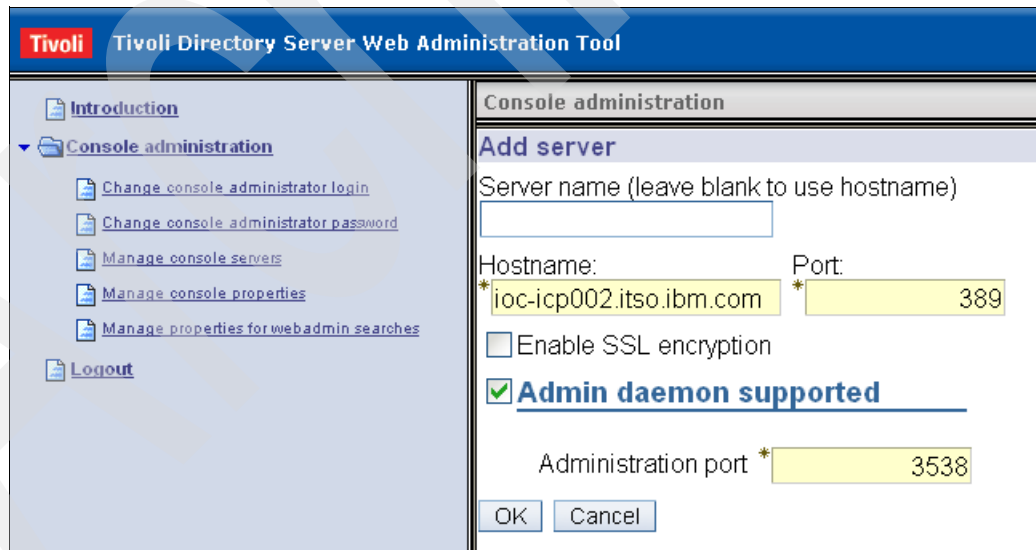 Tivoli Tivoli Directory Server Web Administration Tool
Introduction
Console administration
Change console administrator login
Change console administrator password
Manage console servers
Manage console properties
Manage properties for webadmin searches
Logout
Console administration
Add server
Server name (leave blank to use hostname)
Hostname: Port:
*ioc-icp002.itso.ibm.com *389
Enable SSL encryption
Admin daemon supported
Administration port *3538
OK Cancel